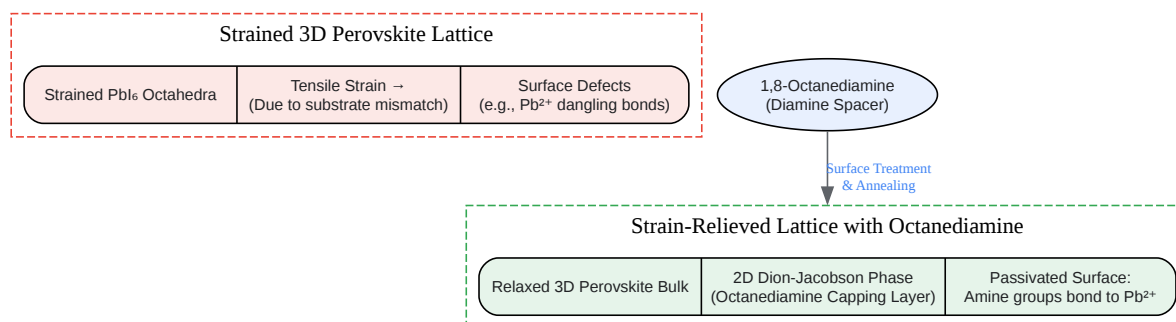 Strained 3D Perovskite Lattice
Strained PbI₆ Octahedra
Tensile Strain →
(Due to substrate mismatch)
Surface Defects
(e.g., Pb²⁺ dangling bonds)
1,8-Octanediamine
(Diamine Spacer)
Surface Treatment
& Annealing
Strain-Relieved Lattice with Octanediamine
Relaxed 3D Perovskite Bulk
2D Dion-Jacobson Phase
(Octanediamine Capping Layer)
Passivated Surface:
Amine groups bond to Pb²⁺